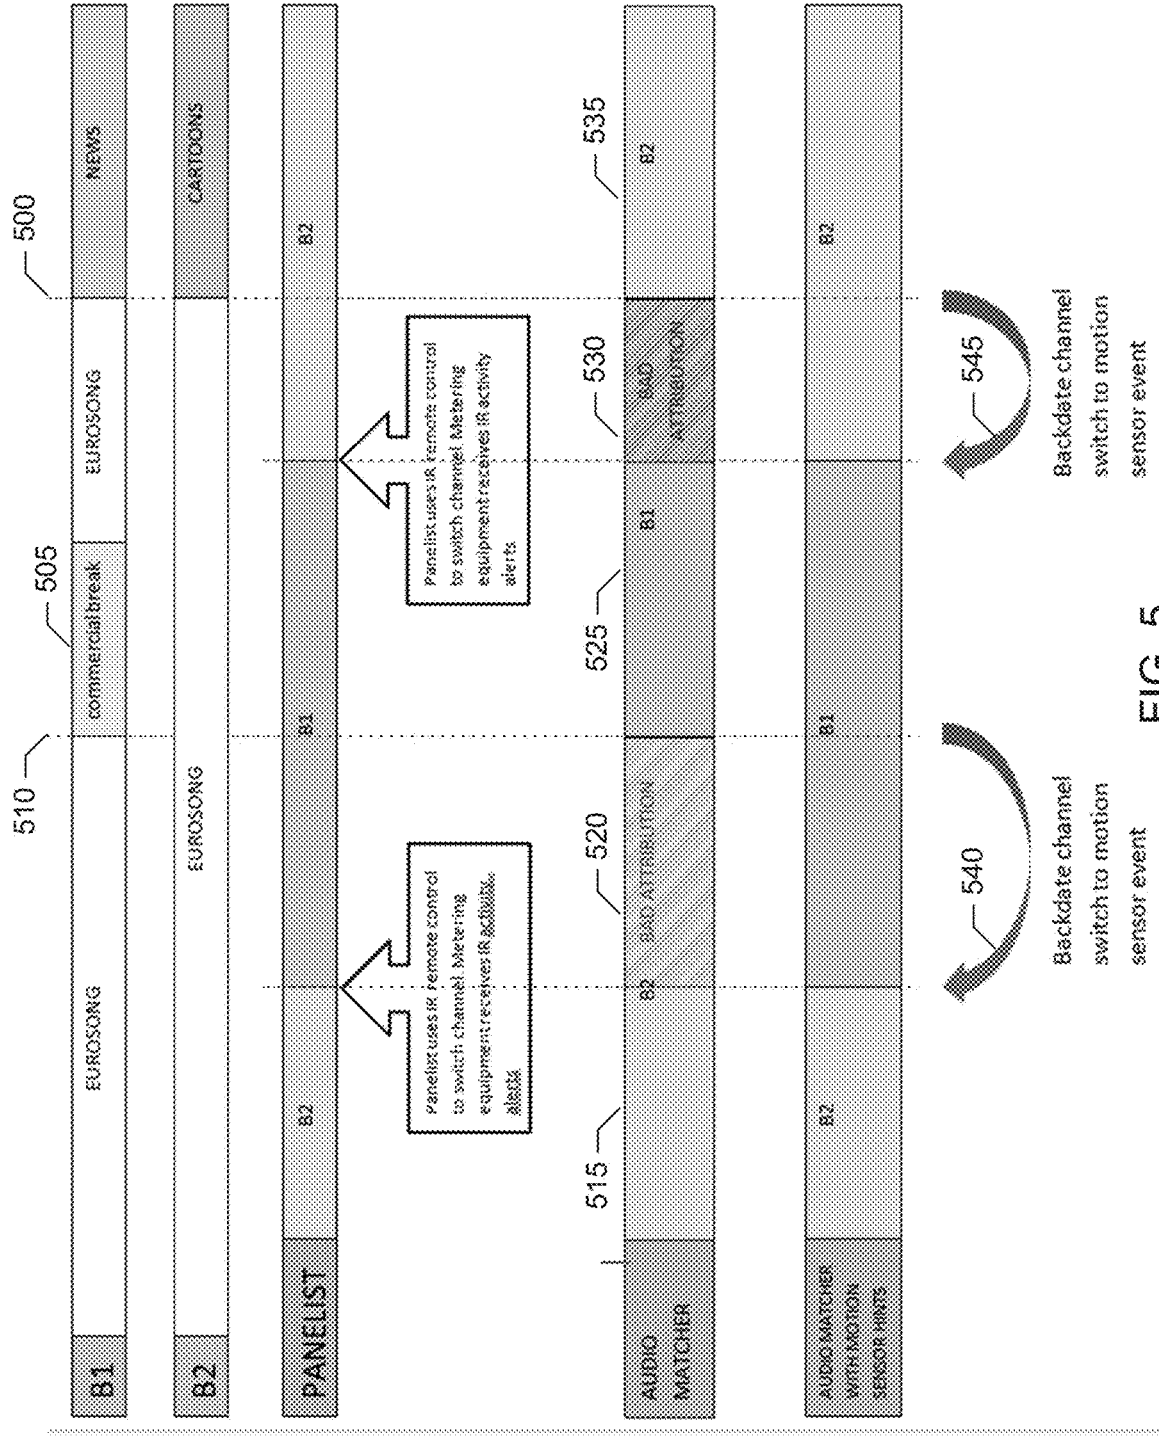 500
510
505
B1
EUROSONG
commercial break
EUROSONG
NEWS
B2
EUROSONG
CARTOONS
PANELIST
B2
B1
B2
Panelist uses IR remote control
to switch channel. Metering
equipment receives IR activity
alerts
Panelist uses IR remote control
to switch channel. Metering
equipment receives IR activity
alerts
515
520
525
530
535
AUDIO
MATCHER
B2
BAD ATTRIBUTION
B1
BAD
ATTRIBUTION
B2
AUDIO MATCHER
WITH MOTION
SENSOR HINTS
B2
B1
B2
540
545
Backdate channel
switch to motion
sensor event
Backdate channel
switch to motion
sensor event
FIG. 5